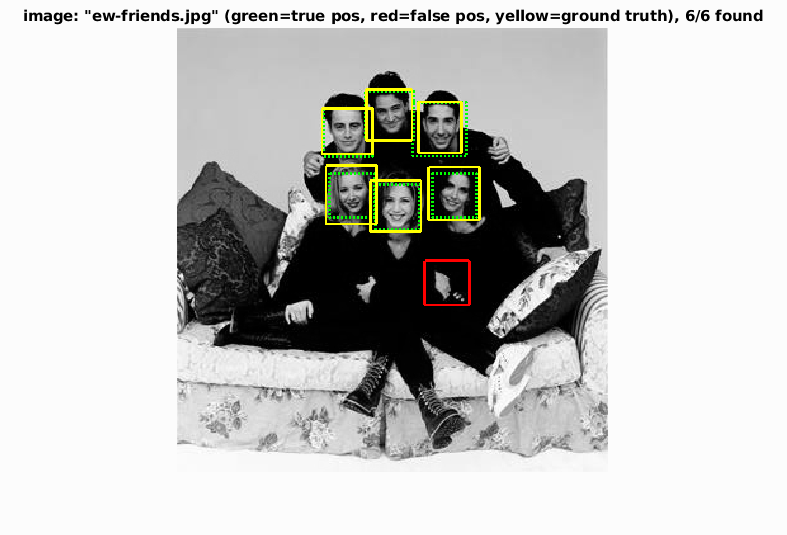 image: "ew-friends.jpg" (green=true pos, red=false pos, yellow=ground truth), 6/6 found